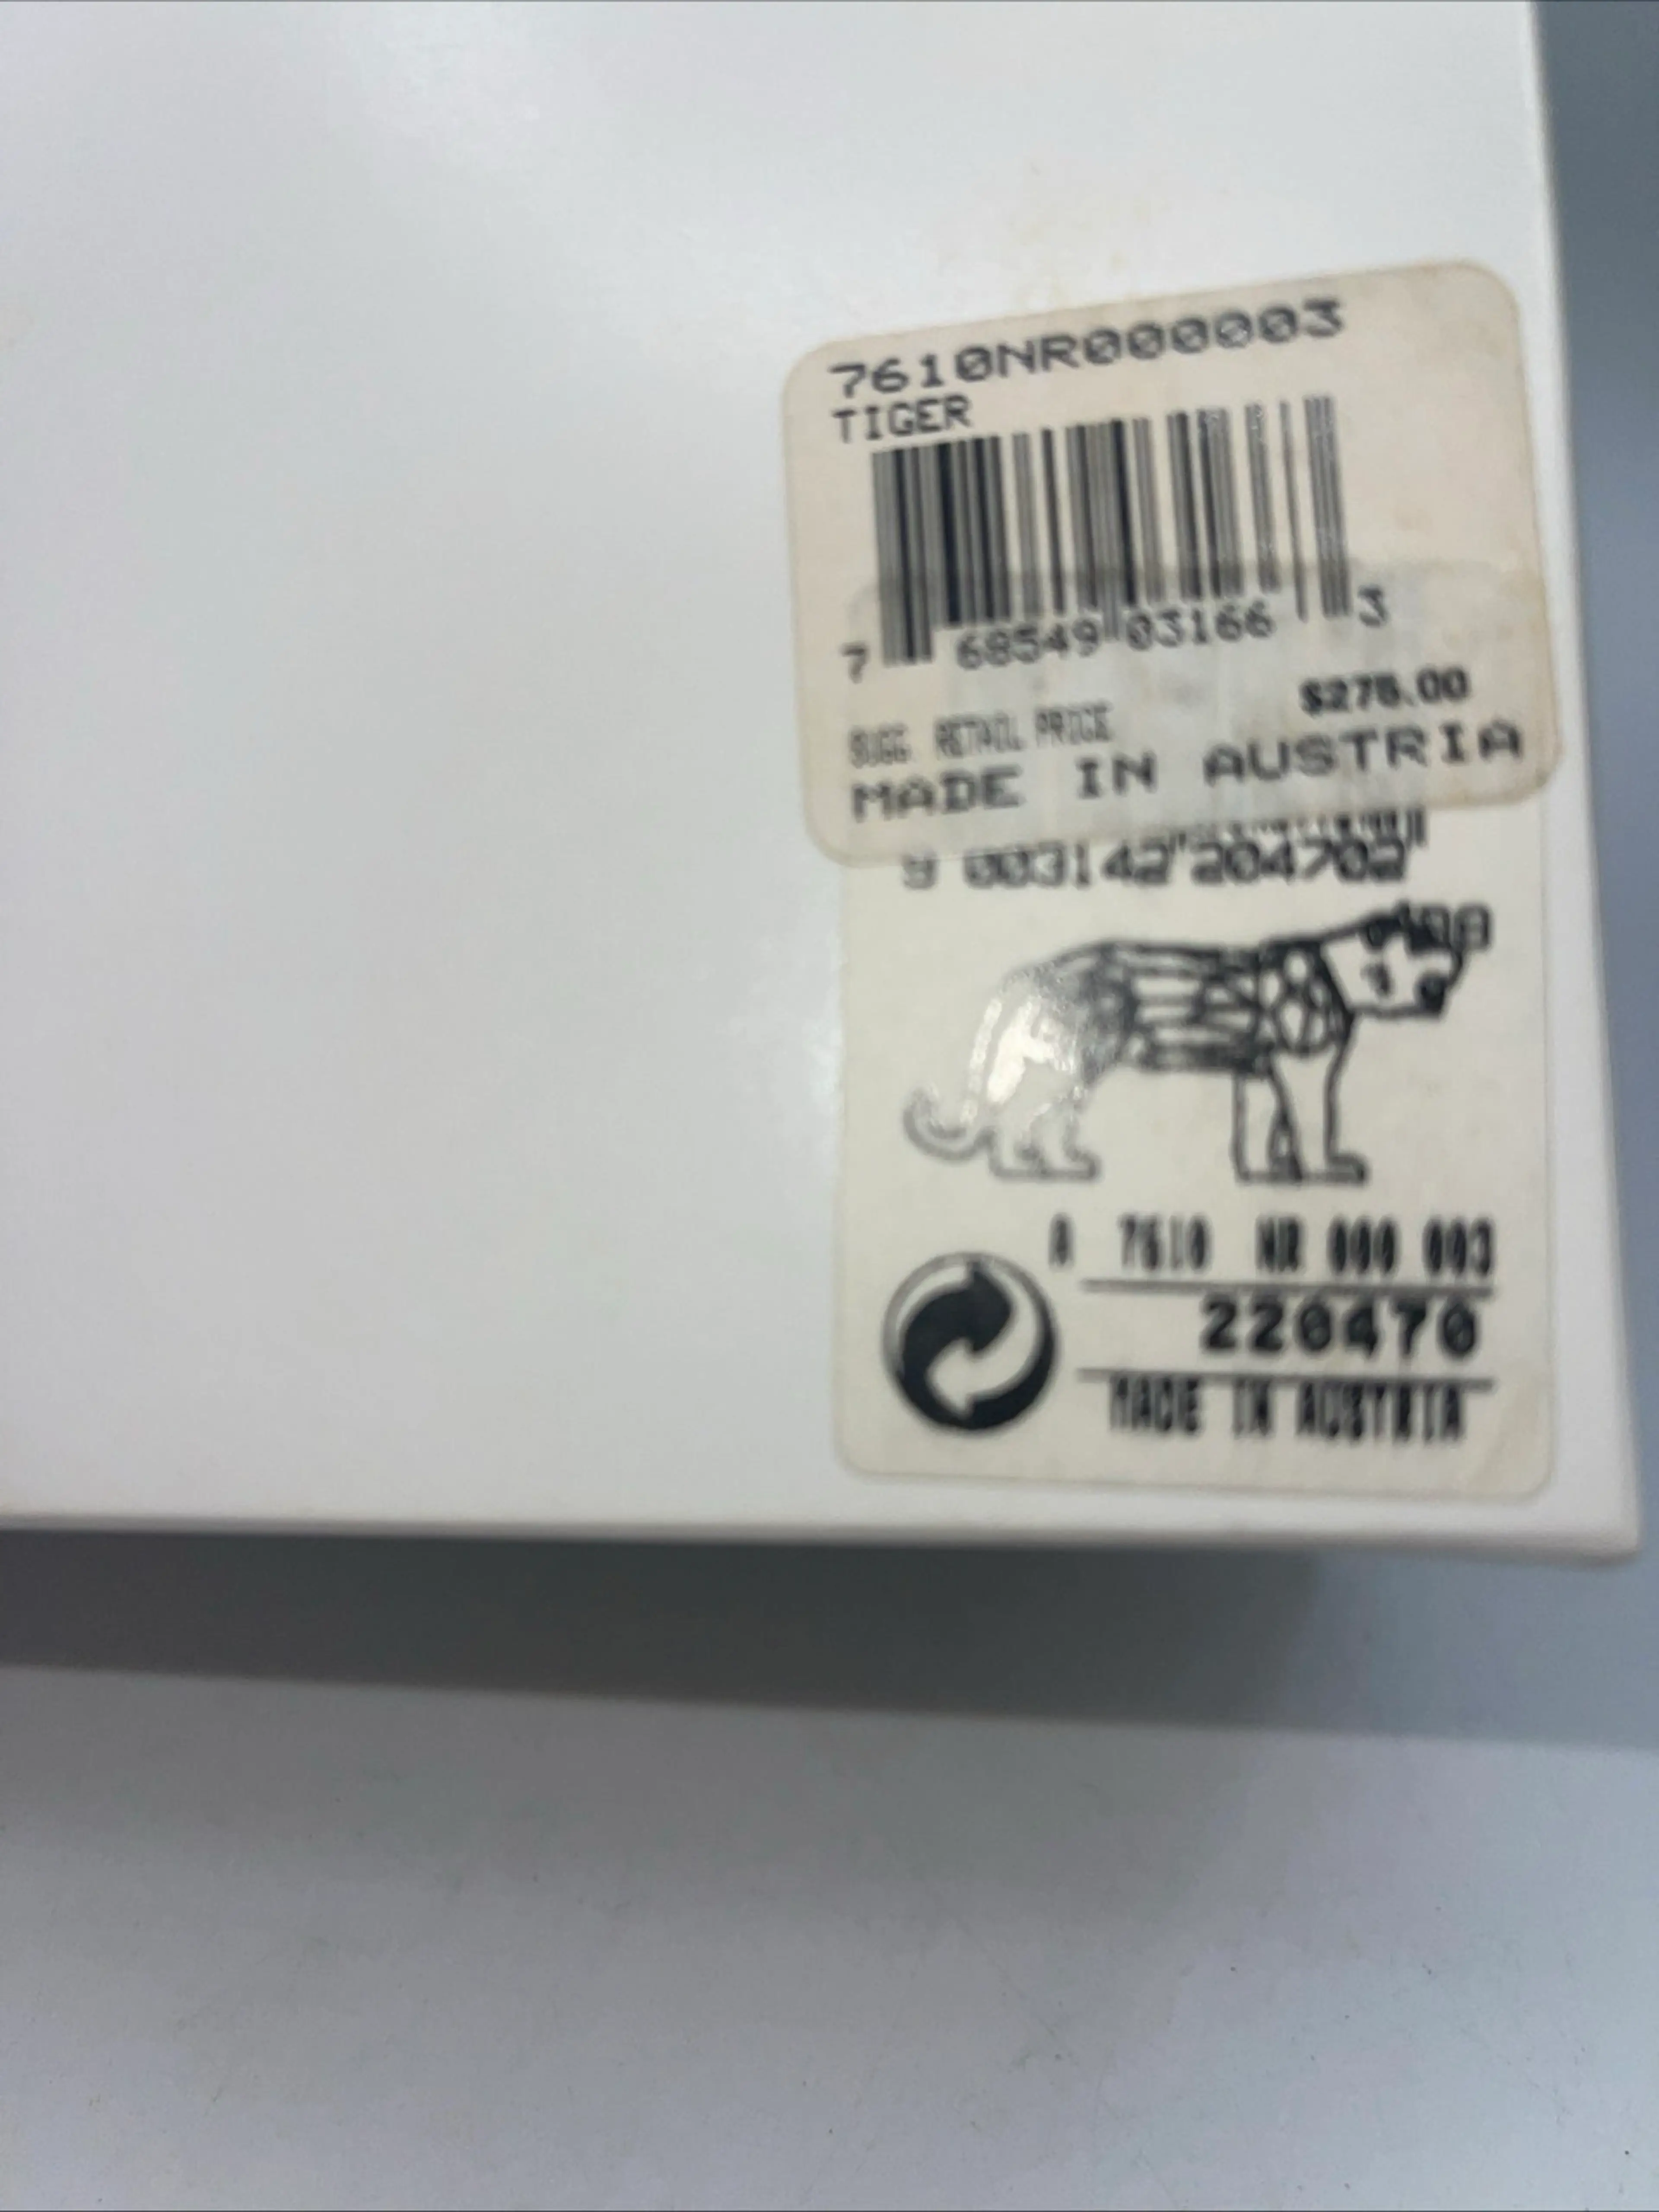 7610NR000003
TIGER
7 68549 03166 3
$275.00
SUGG. RETAIL PRICE
MADE IN AUSTRIA
9 003142 204702
A 7610 NR 000 003
220470
MADE IN AUSTRIA